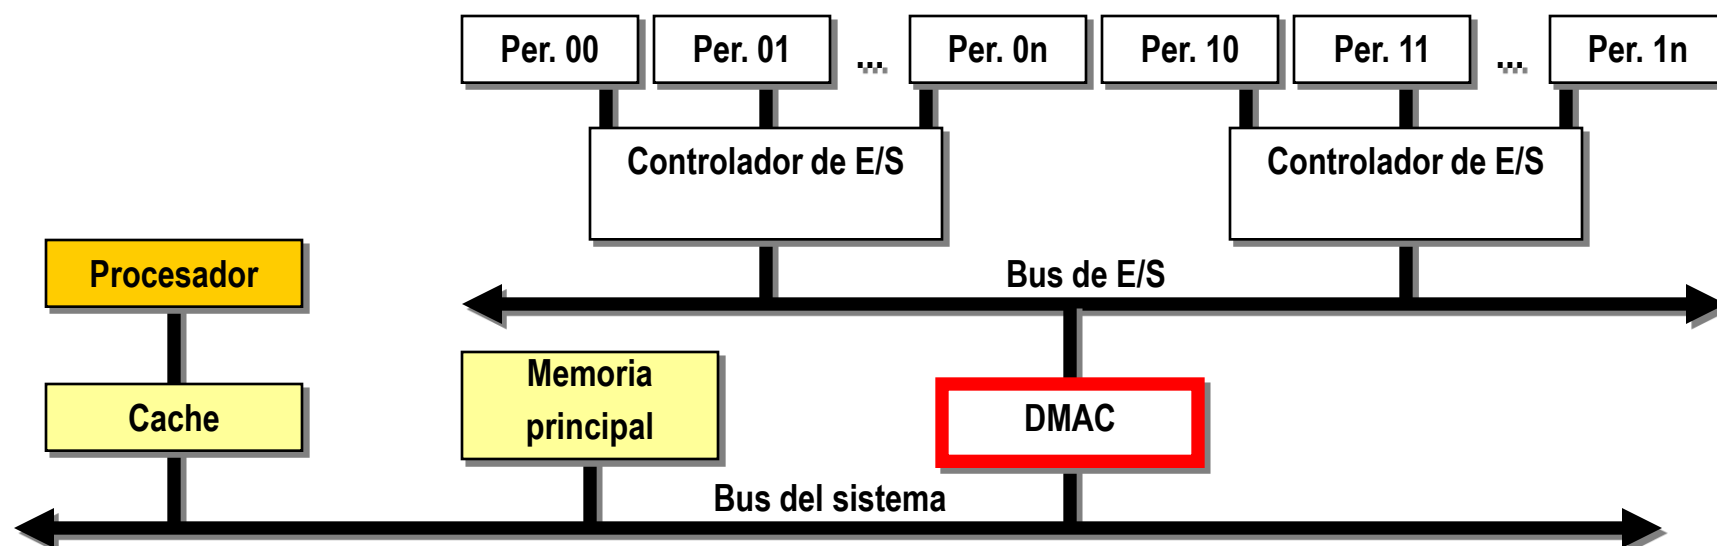 Per. 00
Per. 01
...
Per. 0n
Per. 10
Per. 11
...
Per. 1n
Controlador de E/S
Controlador de E/S
Procesador
Bus de E/S
Cache
Memoria
principal
DMAC
Bus del sistema